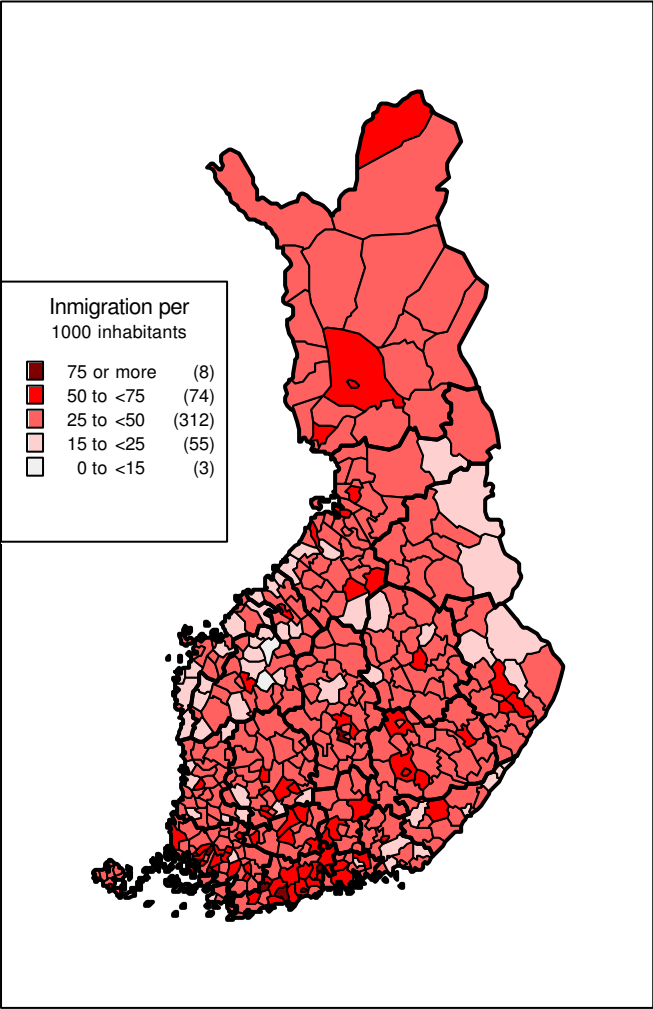 Inmigration per
1000 inhabitants
75 or more (8)
50 to <75 (74)
25 to <50 (312)
15 to <25 (55)
0 to <15 (3)